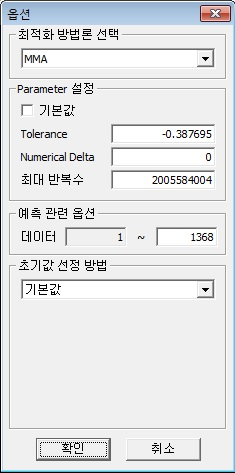 옵션
최적화 방법론 선택
MMA
Parameter 설정
기본값
Tolerance -0.387695
Numerical Delta 0
최대 반복수 2005584004
예측 관련 옵션
데이터 1 ~ 1368
초기값 선정 방법
기본값
확인 취소